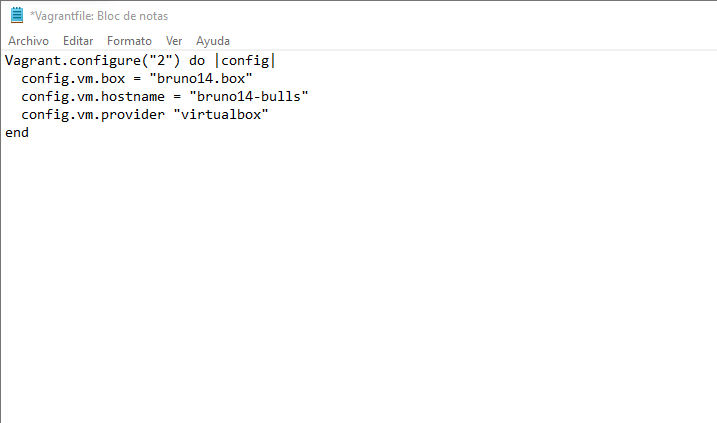 *Vagrantfile: Bloc de notas
Archivo Editar Formato Ver Ayuda
Vagrant.configure("2") do |config|
  config.vm.box = "bruno14.box"
  config.vm.hostname = "bruno14-bulls"
  config.vm.provider "virtualbox"
end